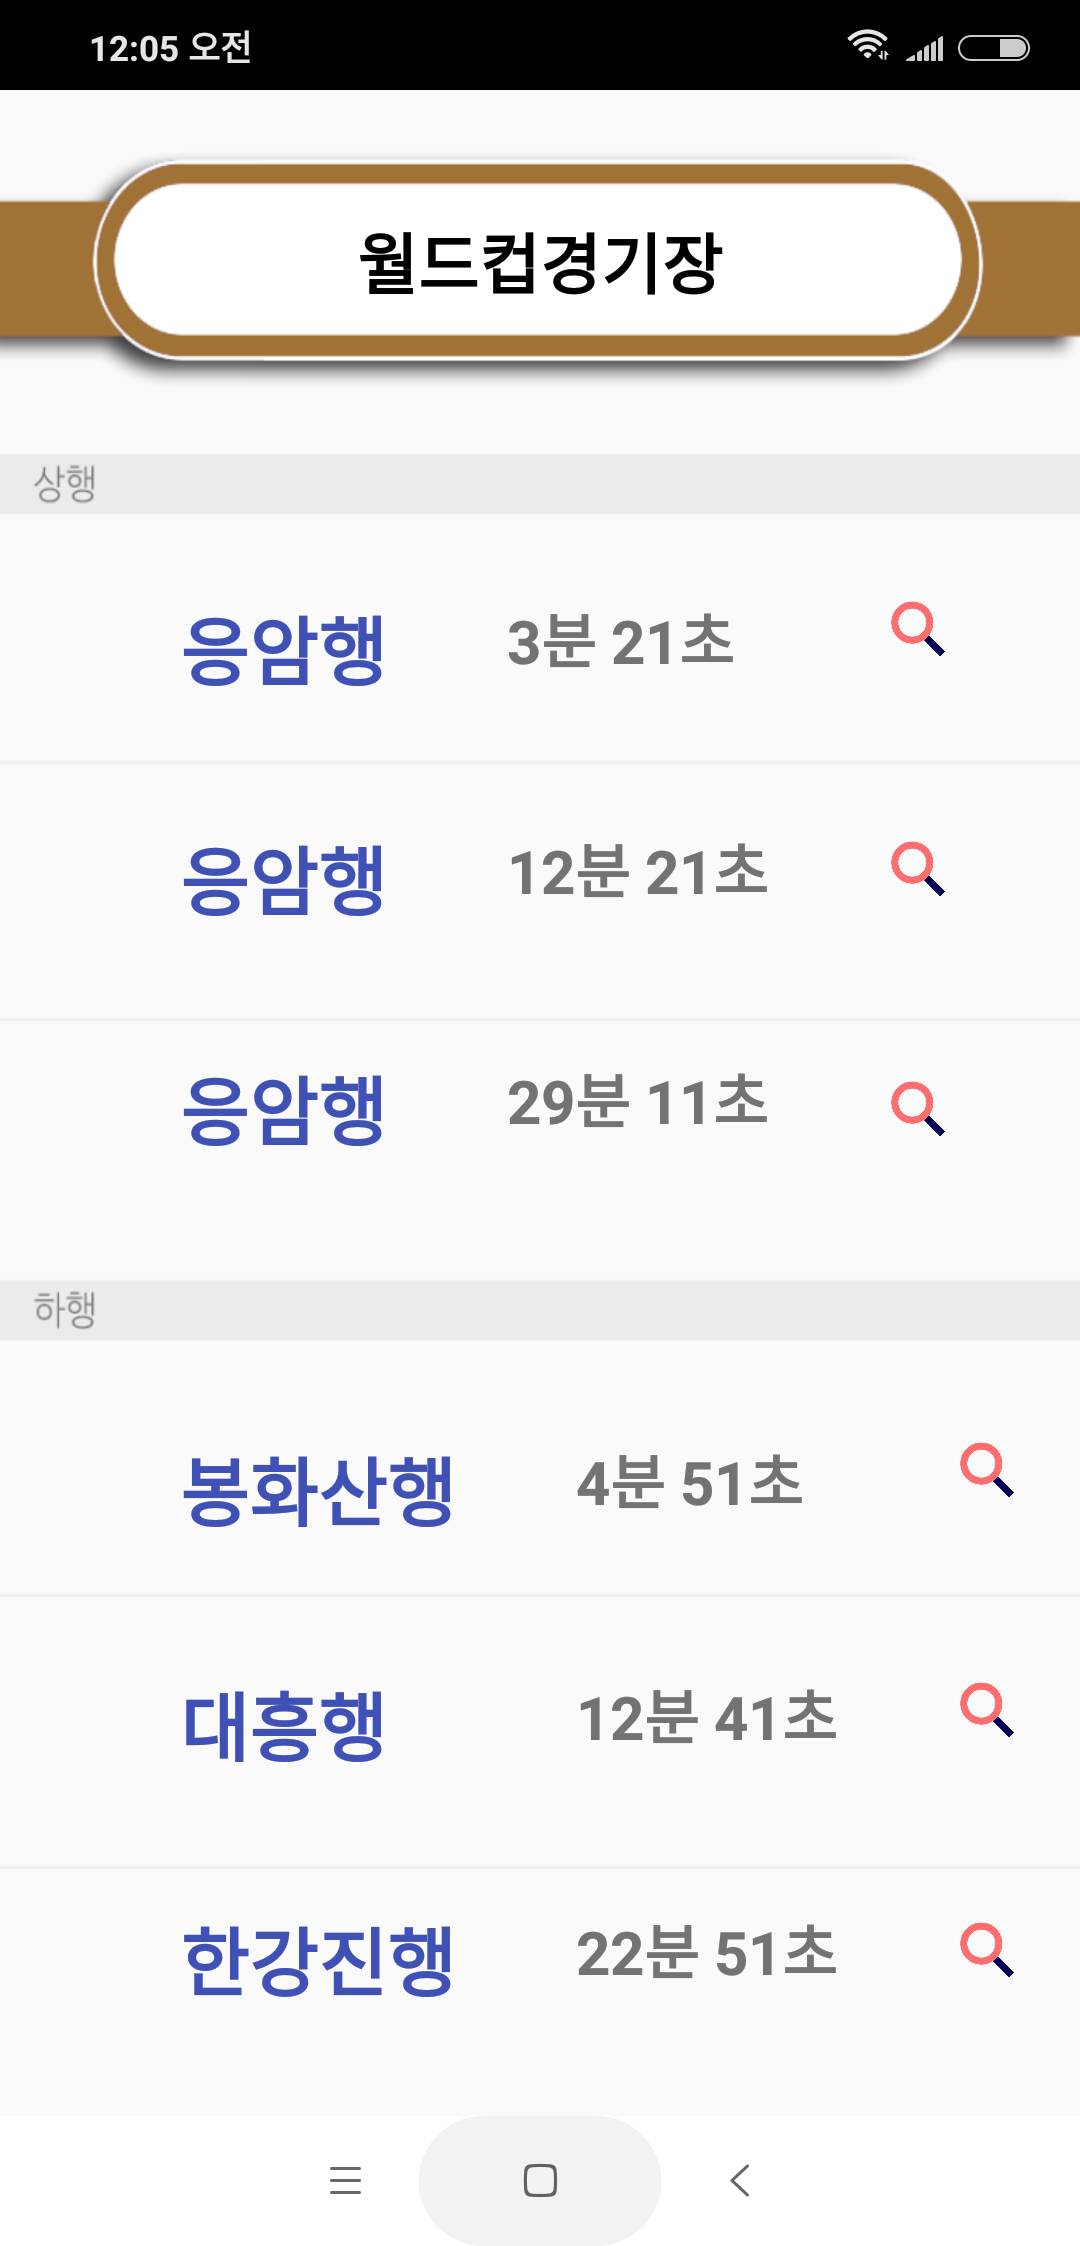 12:05 오전
월드컵경기장
상행
응암행 3분 21초
응암행 12분 21초
응암행 29분 11초
하행
봉화산행 4분 51초
대흥행 12분 41초
한강진행 22분 51초